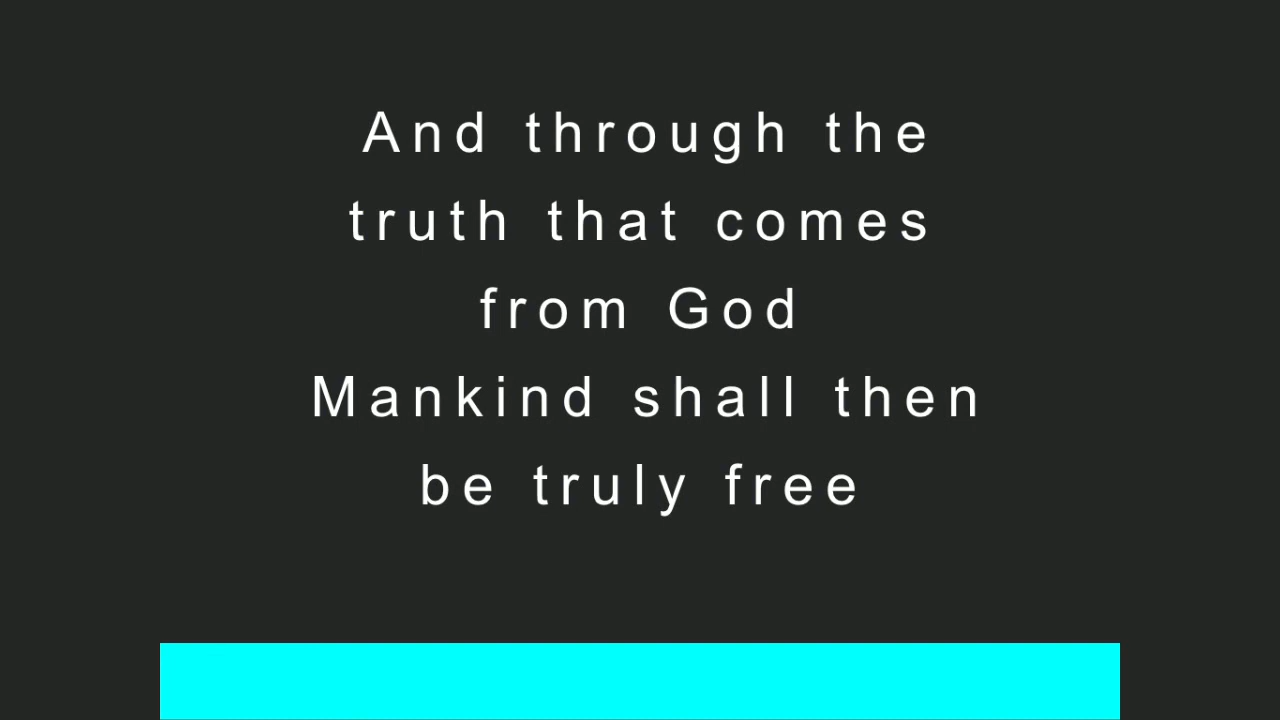 And through the
truth that comes
from God
Mankind shall then
be truly free